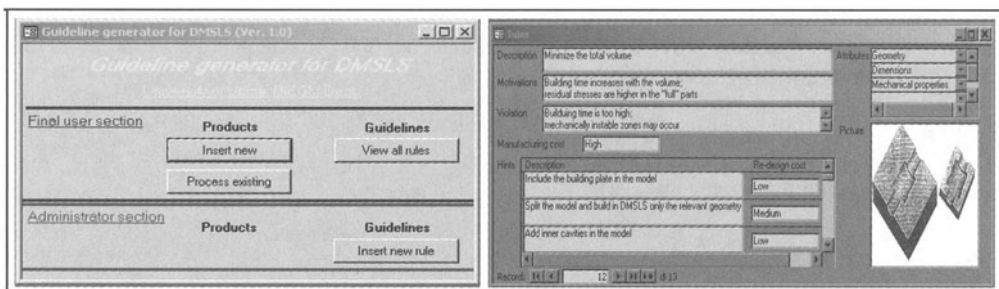 Guideline generator for DMSLS (Ver. 1.0)
Guideline generator for DMSLS
Final user section
Products
Guidelines
Insert new
View all rules
Process existing
Administrator section
Products
Guidelines
Insert new rule
Description
Minimize the total volume
Motivations
Building time increases with the volume;
residual stresses are higher in the "full" parts
Violation
Builduing time is too high;
mechanically instable zones may occur
Manufacturing cost
High
Attributes
Geometry
Dimensions
Mechanical properties
Picture
Hints
Description
Re-design cost
Include the building plate in the model
Low
Split the model and build in DMSLS only the relevant geometry
Medium
Add inner cavities in the model
Low
Record:
12
di 13